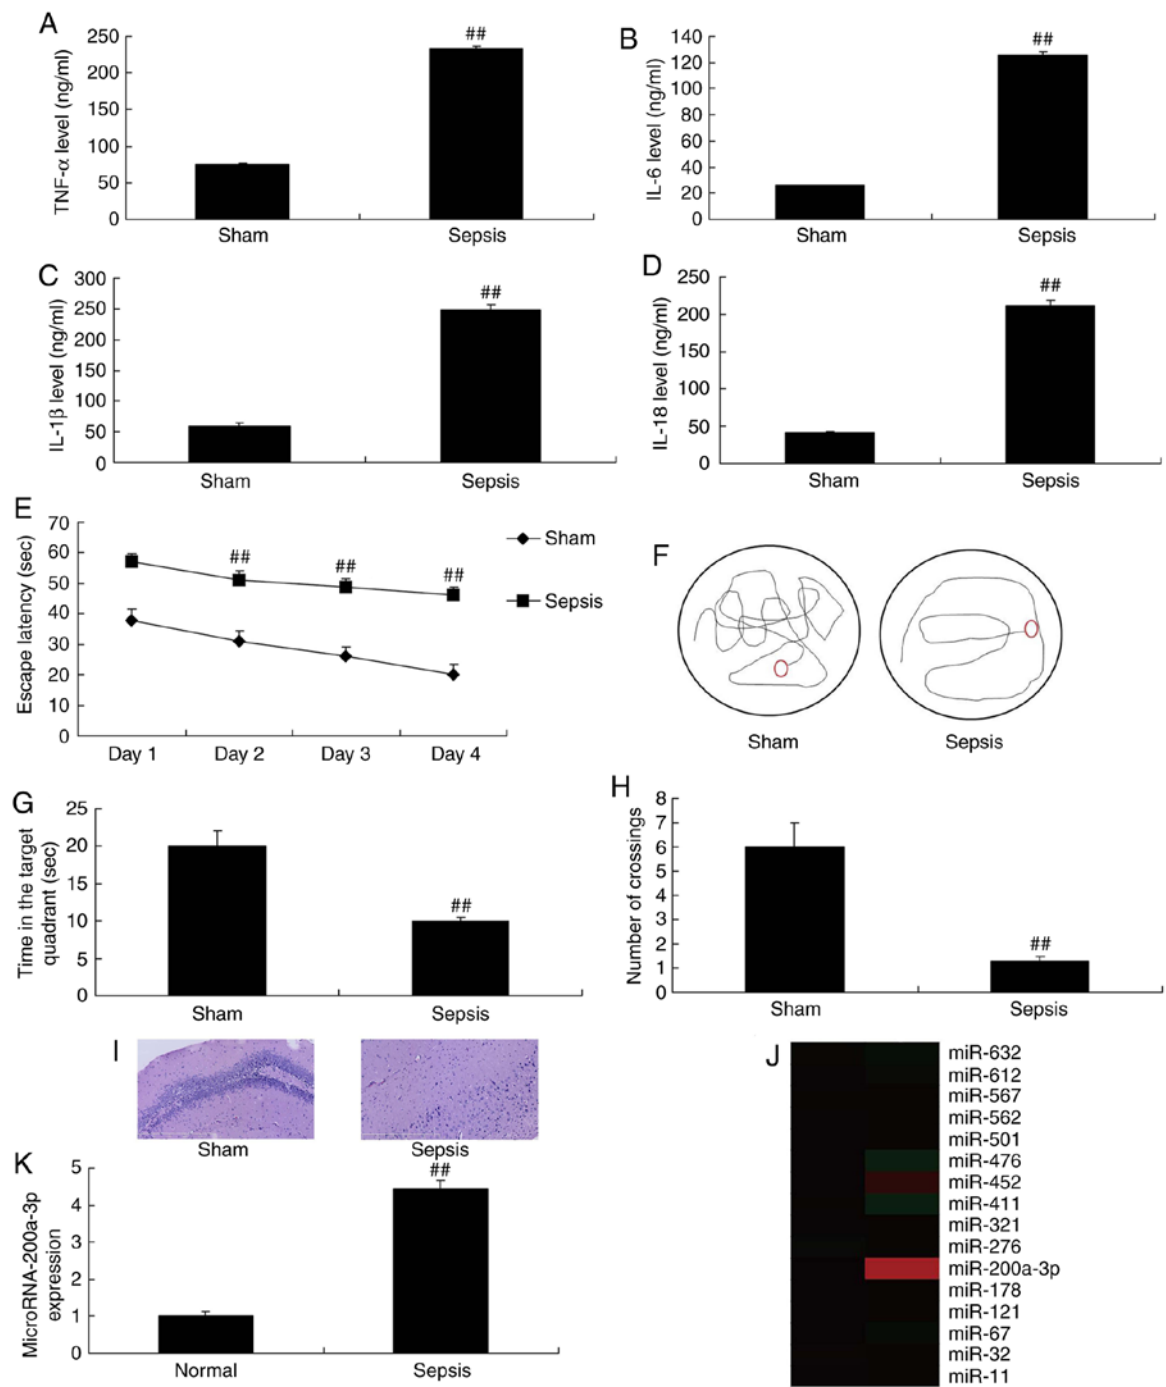 A
TNF-α level (ng/ml)
250
200
150
100
50
0
##
Sham
Sepsis
B
IL-6 level (ng/ml)
140
120
100
80
60
40
20
0
##
Sham
Sepsis
C
IL-1β level (ng/ml)
300
250
200
150
100
50
0
##
Sham
Sepsis
D
IL-18 level (ng/ml)
250
200
150
100
50
0
##
Sham
Sepsis
E
Escape latency (sec)
70
60
50
40
30
20
10
0
##
##
##
Day 1
Day 2
Day 3
Day 4
Sham
Sepsis
F
Sham
Sepsis
G
Time in the target
quadrant (sec)
25
20
15
10
5
0
##
Sham
Sepsis
H
Number of crossings
8
7
6
5
4
3
2
1
0
##
Sham
Sepsis
I
Sham
Sepsis
J
miR-632
miR-612
miR-567
miR-562
miR-501
miR-476
miR-452
miR-411
miR-321
miR-276
miR-200a-3p
miR-178
miR-121
miR-67
miR-32
miR-11
K
MicroRNA-200a-3p
expression
5
4
3
2
1
0
##
Normal
Sepsis